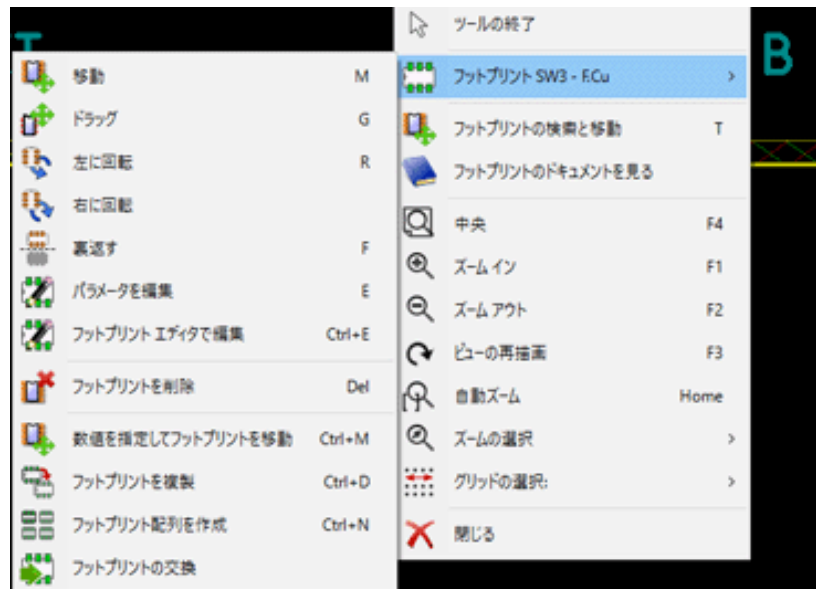 ツールの終了
フットプリント SW3 - F.Cu
フットプリントの検索と移動 T
フットプリントのドキュメントを見る
中央 F4
ズーム イン F1
ズーム アウト F2
ビューの再描画 F3
自動ズーム Home
ズームの選択
グリッドの選択:
閉じる
移動 M
ドラッグ G
左に回転 R
右に回転
裏返す F
パラメータを編集 E
フットプリント エディタで編集 Ctrl+E
フットプリントを削除 Del
数値を指定してフットプリントを移動 Ctrl+M
フットプリントを複製 Ctrl+D
フットプリント配列を作成 Ctrl+N
フットプリントの交換
B